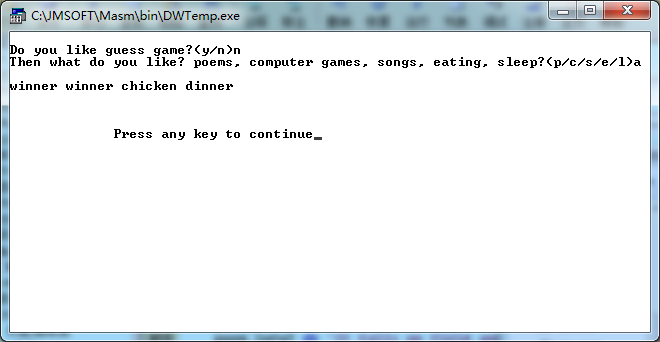 C:\JMSOFT\Masm\bin\DWTemp.exe
Do you like guess game?(y/n)n
Then what do you like? poems, computer games, songs, eating, sleep?(p/c/s/e/l)a
winner winner chicken dinner
Press any key to continue_